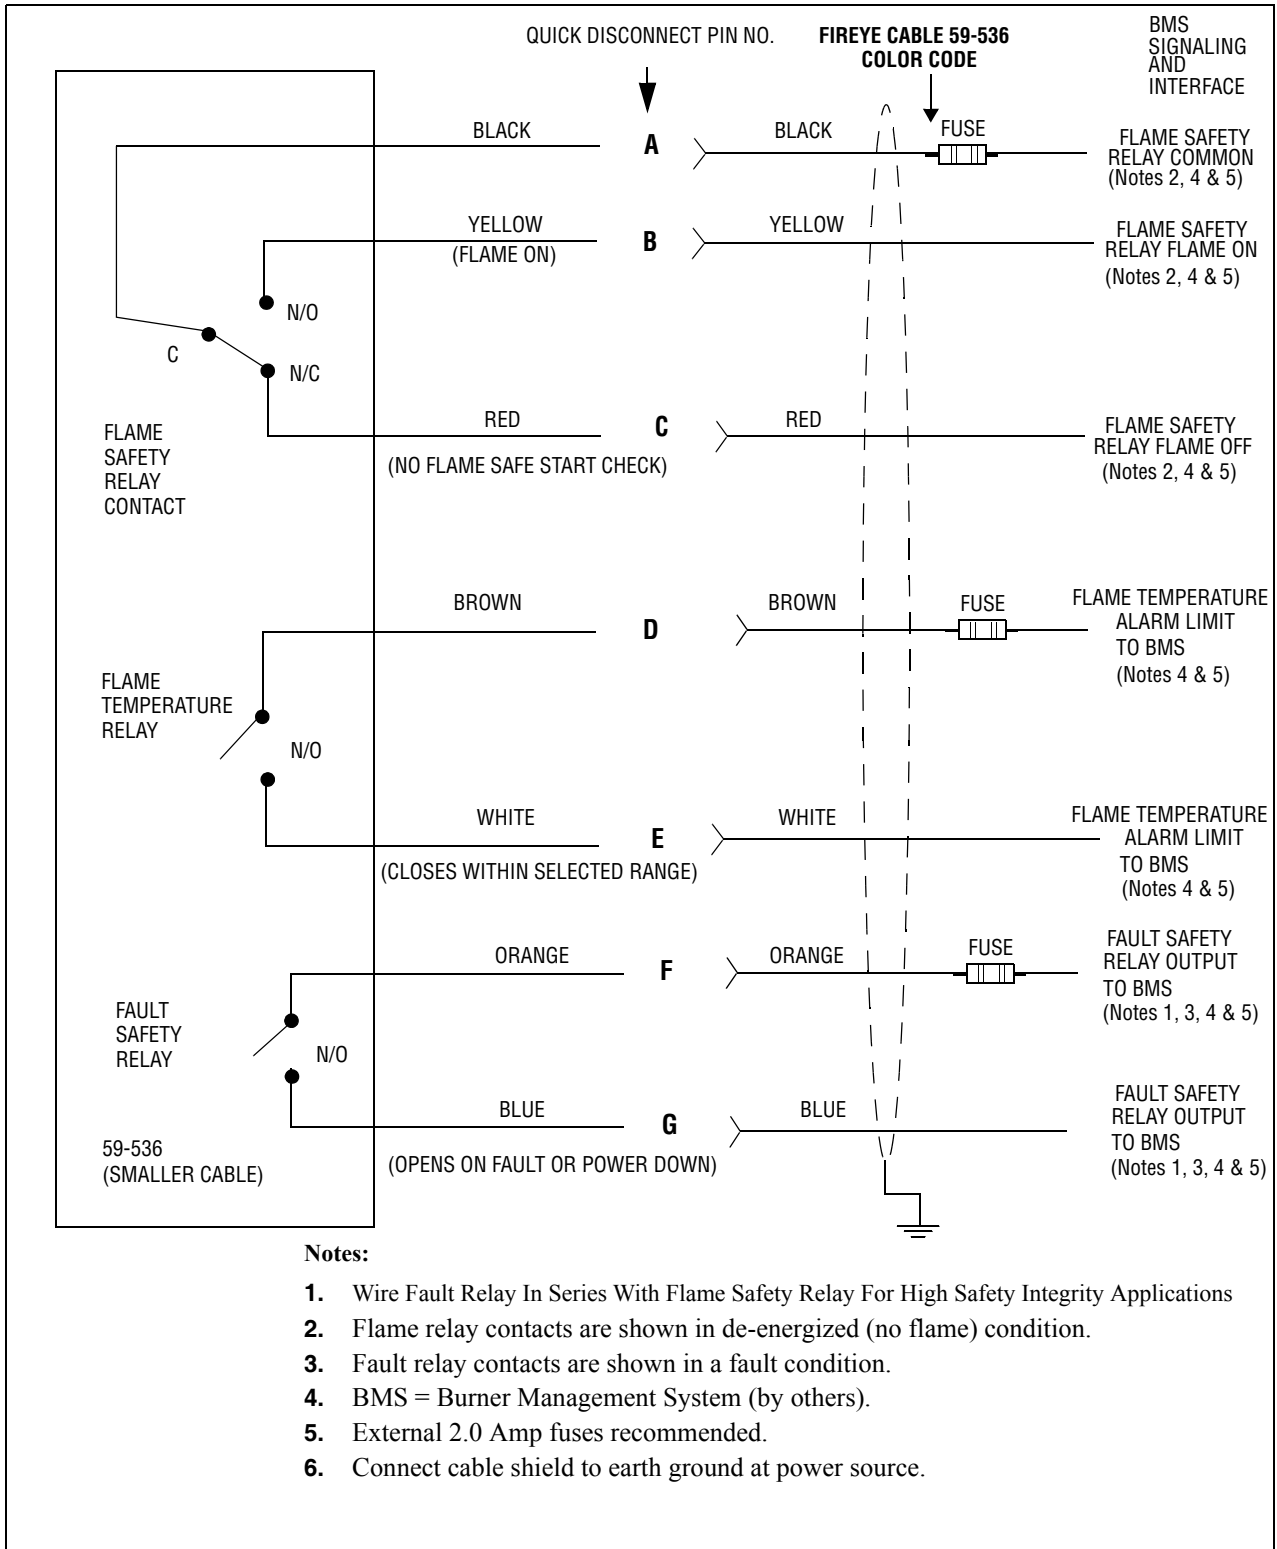 QUICK DISCONNECT PIN NO.
FIREYE CABLE 59-536
COLOR CODE
BMS
SIGNALING
AND
INTERFACE
BLACK
A
BLACK
FUSE
FLAME SAFETY
RELAY COMMON
(Notes 2, 4 & 5)
YELLOW
(FLAME ON)
B
YELLOW
FLAME SAFETY
RELAY FLAME ON
(Notes 2, 4 & 5)
N/O
C
N/C
FLAME
SAFETY
RELAY
CONTACT
RED
(NO FLAME SAFE START CHECK)
C
RED
FLAME SAFETY
RELAY FLAME OFF
(Notes 2, 4 & 5)
BROWN
D
BROWN
FUSE
FLAME TEMPERATURE
ALARM LIMIT
TO BMS
(Notes 4 & 5)
FLAME
TEMPERATURE
RELAY
N/O
WHITE
(CLOSES WITHIN SELECTED RANGE)
E
WHITE
FLAME TEMPERATURE
ALARM LIMIT
TO BMS
(Notes 4 & 5)
ORANGE
F
ORANGE
FUSE
FAULT SAFETY
RELAY OUTPUT
TO BMS
(Notes 1, 3, 4 & 5)
FAULT
SAFETY
RELAY
N/O
BLUE
(OPENS ON FAULT OR POWER DOWN)
G
BLUE
FAULT SAFETY
RELAY OUTPUT
TO BMS
(Notes 1, 3, 4 & 5)
59-536
(SMALLER CABLE)
Notes:
1. Wire Fault Relay In Series With Flame Safety Relay For High Safety Integrity Applications
2. Flame relay contacts are shown in de-energized (no flame) condition.
3. Fault relay contacts are shown in a fault condition.
4. BMS = Burner Management System (by others).
5. External 2.0 Amp fuses recommended.
6. Connect cable shield to earth ground at power source.